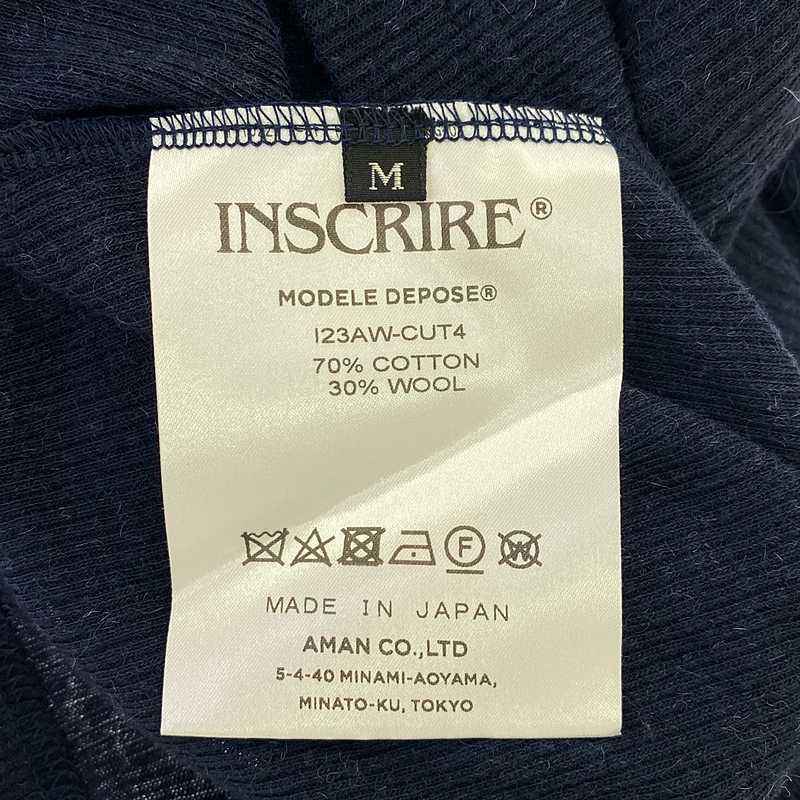 M
INSCRIRE®
MODELE DEPOSE®
I23AW-CUT4
70% COTTON
30% WOOL
F
W
MADE IN JAPAN
AMAN CO.,LTD
5-4-40 MINAMI-AOYAMA,
MINATO-KU, TOKYO